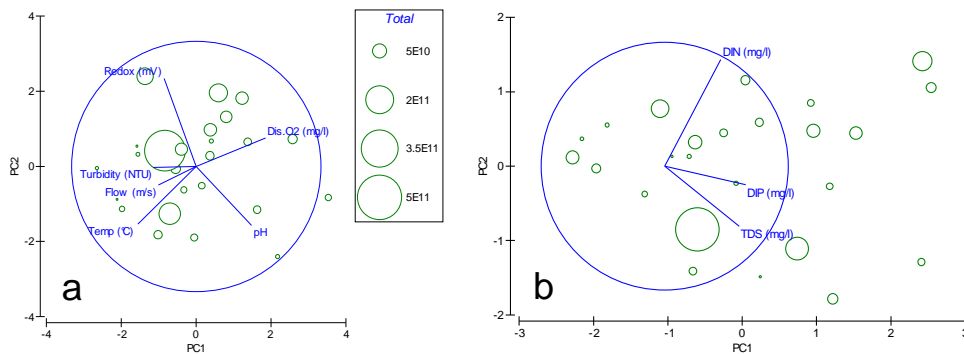 4
2
0
-2
-4
PC2
-4
-2
0
2
4
PC1
Redox (mV)
Dis.O2 (mg/l)
Turbidity (NTU)
Flow (m/s)
Temp (°C)
pH
a
Total
5E10
2E11
3.5E11
5E11
2
1
0
-1
-2
PC2
-3
-2
-1
0
1
2
3
PC1
DIN (mg/l)
DIP (mg/l)
TDS (mg/l)
b